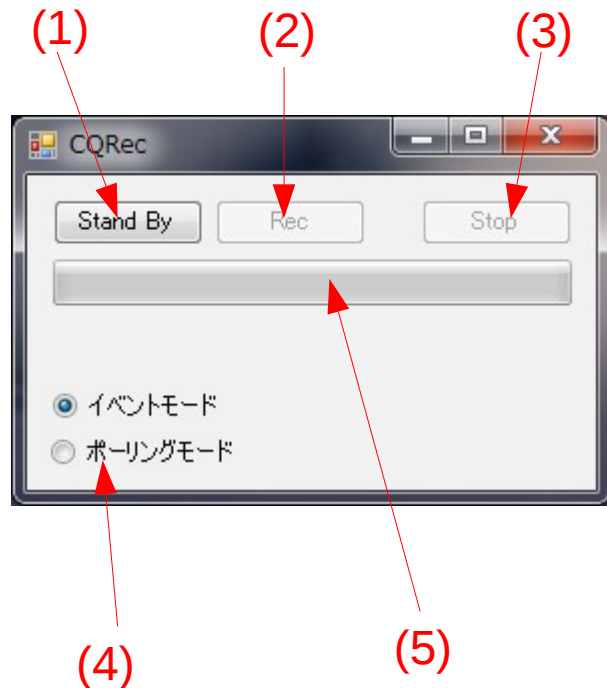 (1) (2) (3)
CQRec
Stand By Rec Stop
イベントモード
ポーリングモード
(4) (5)